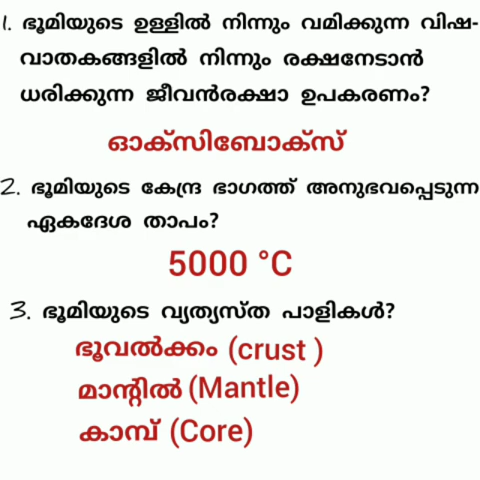 1. ഭൂമിയുടെ ഉള്ളിൽ നിന്നും വമിക്കുന്ന വിഷ-
വാതകങ്ങളിൽ നിന്നും രക്ഷനേടാൻ
ധരിക്കുന്ന ജീവൻരക്ഷാ ഉപകരണം?
ഓക്സിബോക്സ്
2. ഭൂമിയുടെ കേന്ദ്ര ഭാഗത്ത് അനുഭവപ്പെടുന്ന
ഏകദേശ താപം?
5000 °C
3. ഭൂമിയുടെ വ്യത്യസ്ത പാളികൾ?
ഭൂവൽക്കം (crust )
മാന്റിൽ (Mantle)
കാമ്പ് (Core)